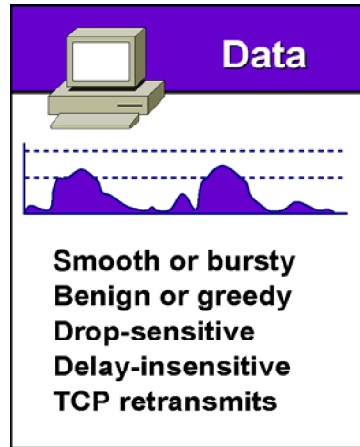 Data
Smooth or bursty
Benign or greedy
Drop-sensitive
Delay-insensitive
TCP retransmits